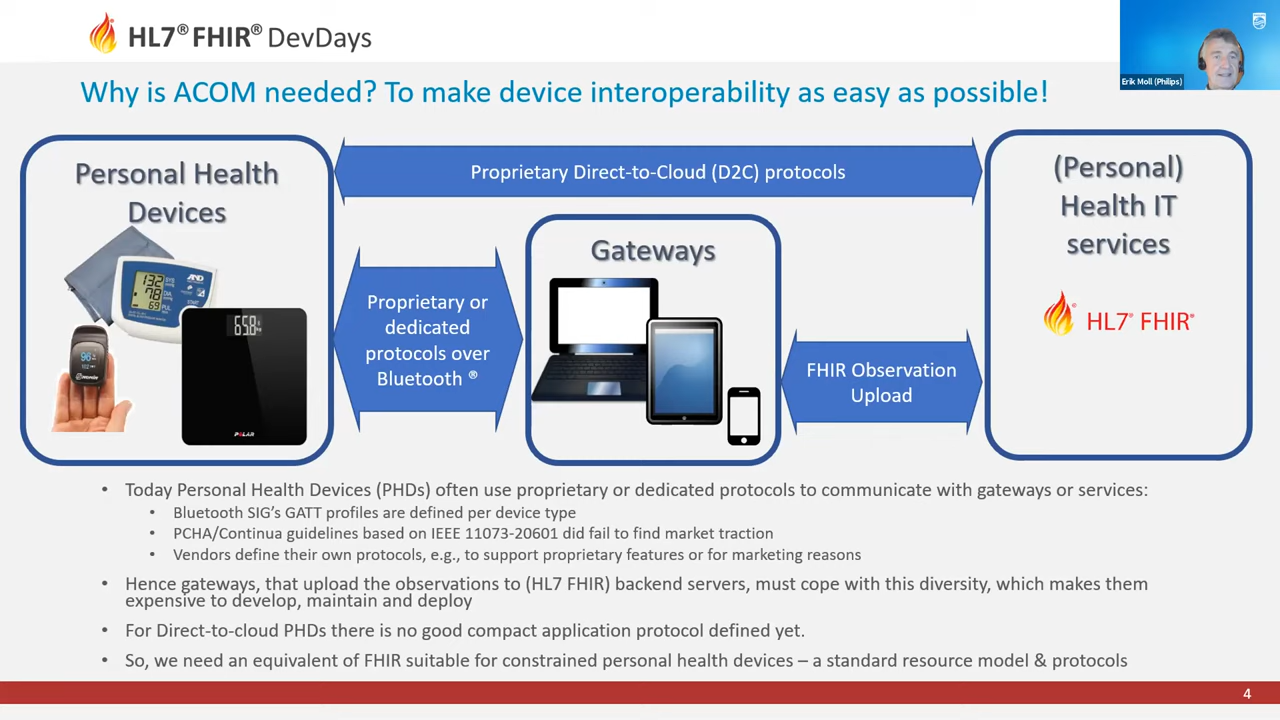 HL7® FHIR® DevDays
Erik Moll (Philips)
Why is ACOM needed? To make device interoperability as easy as possible!
Personal Health
Devices
Proprietary Direct-to-Cloud (D2C) protocols
(Personal)
Health IT
services
Gateways
Proprietary or
dedicated
protocols over
Bluetooth ®
FHIR Observation
Upload
HL7® FHIR®
132
78
69
AND
96
65.8
POLAR
• Today Personal Health Devices (PHDs) often use proprietary or dedicated protocols to communicate with gateways or services:
• Bluetooth SIG's GATT profiles are defined per device type
• PCHA/Continua guidelines based on IEEE 11073-20601 did fail to find market traction
• Vendors define their own protocols, e.g., to support proprietary features or for marketing reasons
• Hence gateways, that upload the observations to (HL7 FHIR) backend servers, must cope with this diversity, which makes them
expensive to develop, maintain and deploy
• For Direct-to-cloud PHDs there is no good compact application protocol defined yet.
• So, we need an equivalent of FHIR suitable for constrained personal health devices – a standard resource model & protocols
4